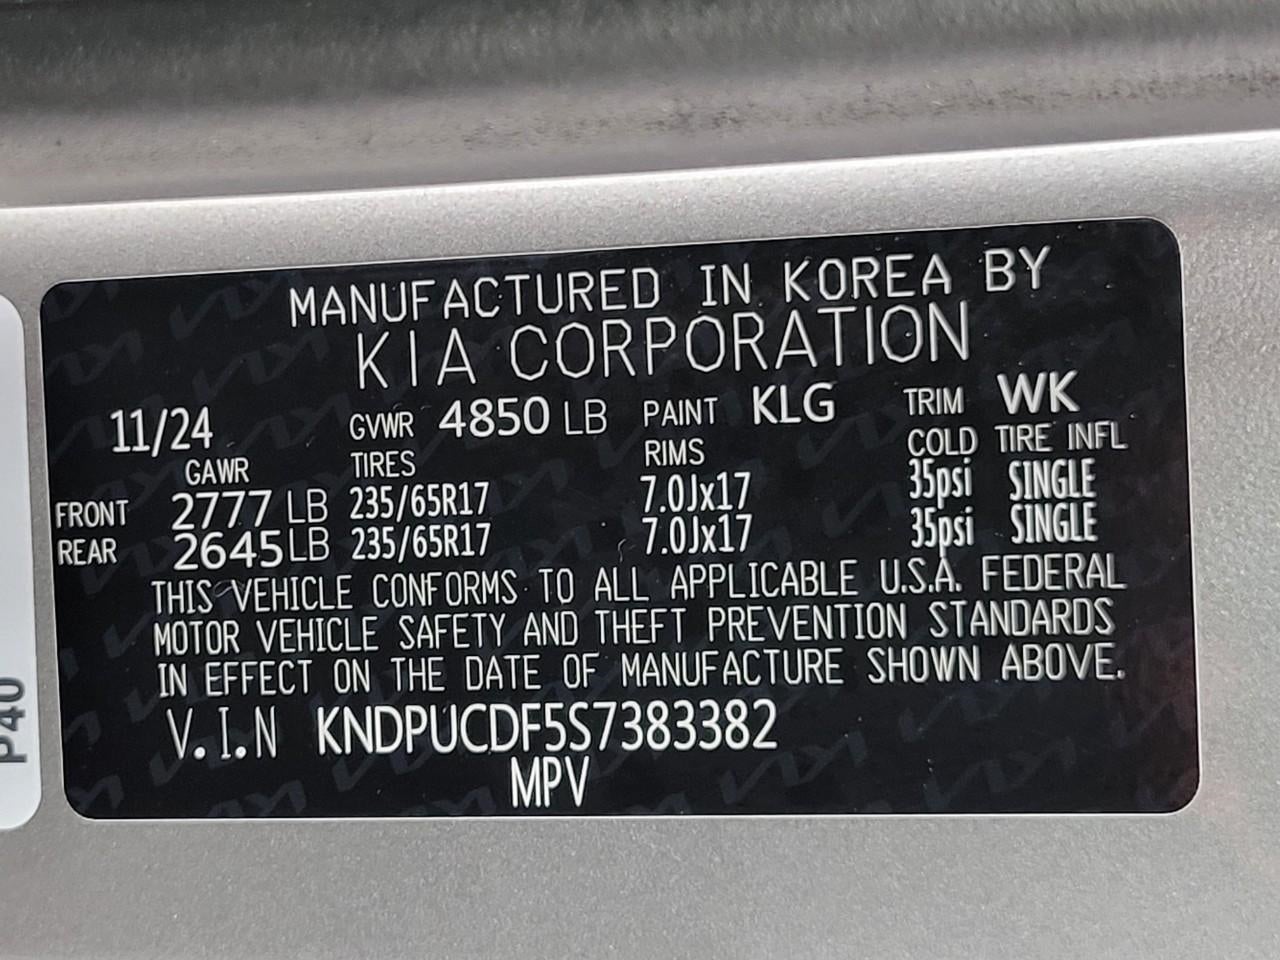 MANUFACTURED IN KOREA BY
KIA CORPORATION
11/24 GVWR 4850 LB PAINT KLG TRIM WK
GAWR TIRES RIMS COLD TIRE INFL
FRONT 2777 LB 235/65R17 7.0Jx17 35psi SINGLE
REAR 2645 LB 235/65R17 7.0Jx17 35psi SINGLE
THIS VEHICLE CONFORMS TO ALL APPLICABLE U.S.A. FEDERAL
MOTOR VEHICLE SAFETY AND THEFT PREVENTION STANDARDS
IN EFFECT ON THE DATE OF MANUFACTURE SHOWN ABOVE.
V.I.N KNDPUCDF5S7383382
MPV
P40